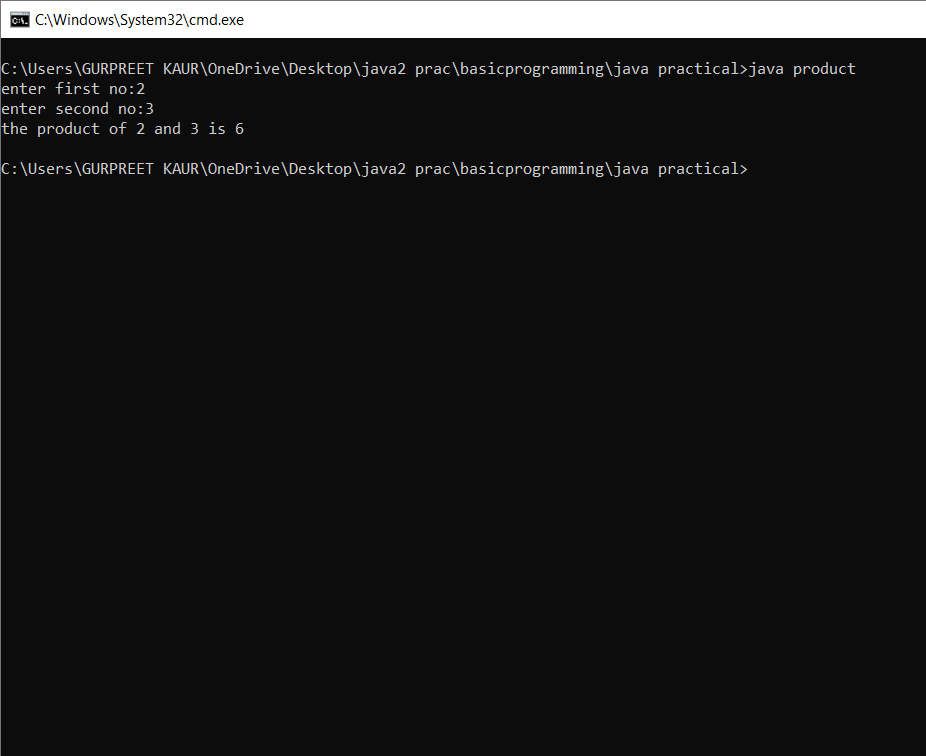 C:\Windows\System32\cmd.exe
C:\Users\GURPREET KAUR\OneDrive\Desktop\java2 prac\basicprogramming\java practical>java product
enter first no:2
enter second no:3
the product of 2 and 3 is 6
C:\Users\GURPREET KAUR\OneDrive\Desktop\java2 prac\basicprogramming\java practical>